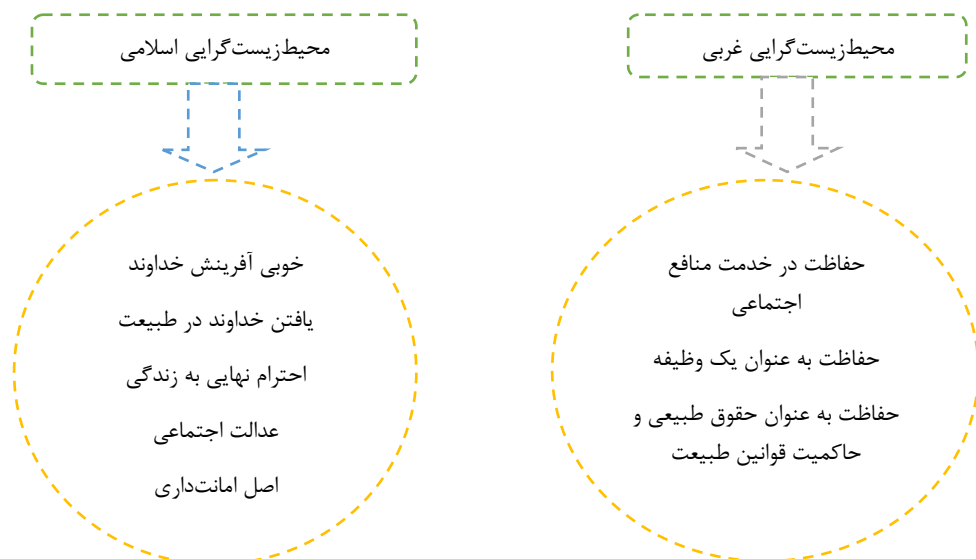 محیط‌زیست‌گرایی غربی
حفاظت در خدمت منافع
اجتماعی
حفاظت به عنوان یک وظیفه
حفاظت به عنوان حقوق طبیعی و
حاکمیت قوانین طبیعت
محیط‌زیست‌گرایی اسلامی
خوبی آفرینش خداوند
یافتن خداوند در طبیعت
احترام نهایی به زندگی
عدالت اجتماعی
اصل امانت‌داری